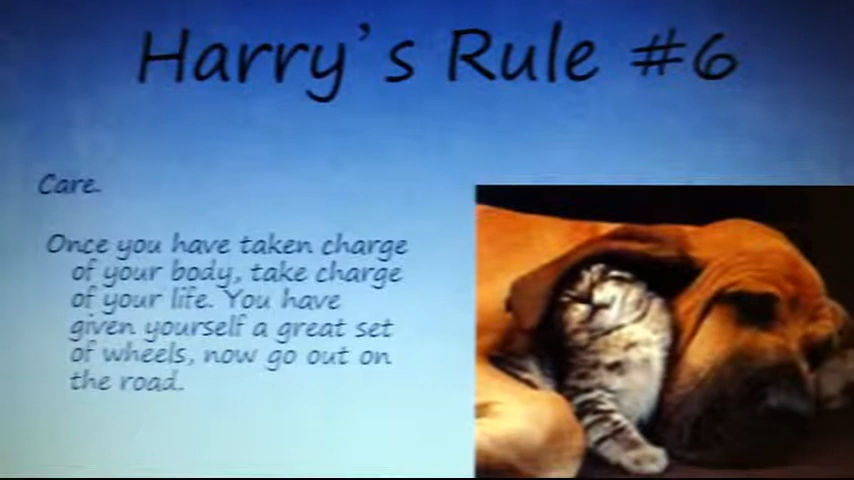 Harry's Rule #6
Care.
Once you have taken charge
of your body, take charge
of your life. You have
given yourself a great set
of wheels, now go out on
the road.